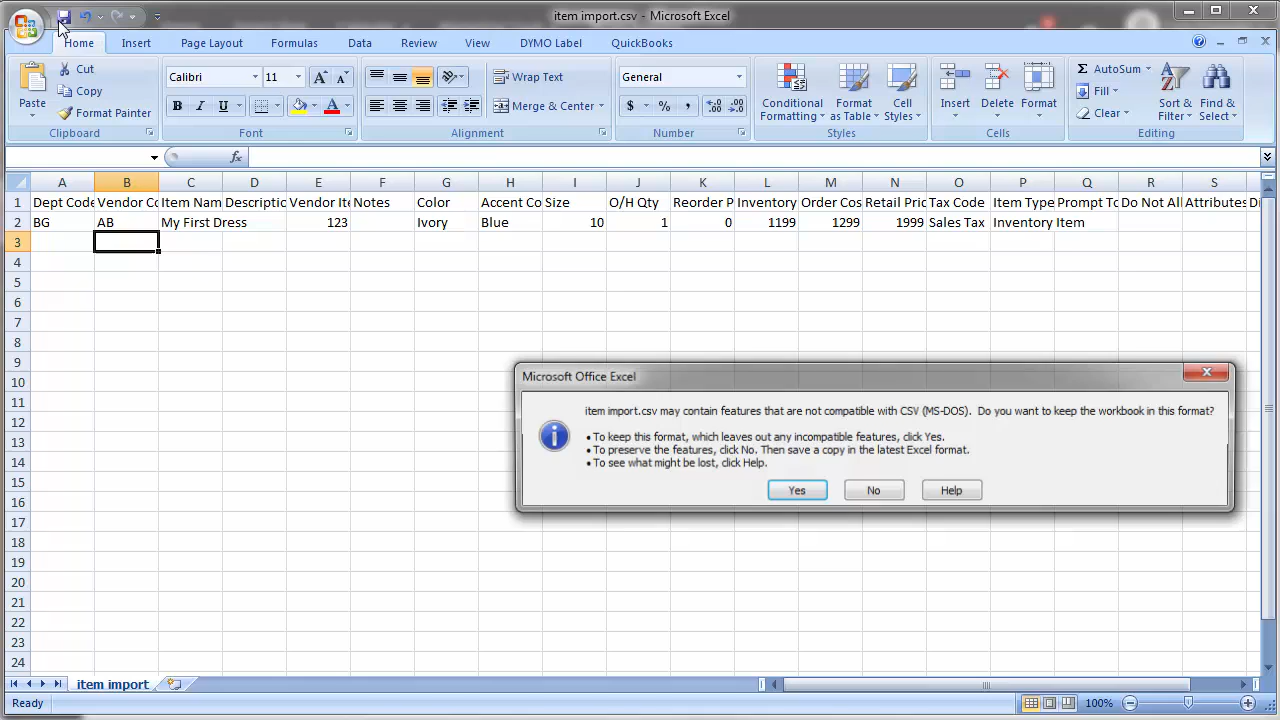 item import.csv - Microsoft Excel
Home Insert Page Layout Formulas Data Review View DYMO Label QuickBooks
Paste Cut Copy Format Painter Clipboard
Calibri 11 B I U Font
Wrap Text Merge & Center Alignment
General $ % , Number
Conditional Formatting Format as Table Cell Styles Styles
Insert Delete Format Cells
AutoSum Fill Clear Sort & Filter Find & Select Editing
fx
A B C D E F G H I J K L M N O P Q R S
1 Dept Code Vendor Co Item Nam Descriptic Vendor Ite Notes Color Accent Co Size O/H Qty Reorder P Inventory Order Cos Retail Pric Tax Code Item Type Prompt To Do Not All Attributes Di
2 BG AB My First Dress 123 Ivory Blue 10 1 0 1199 1299 1999 Sales Tax Inventory Item
3
4
5
6
7
8
9
10
11
12
13
14
15
16
17
18
19
20
21
22
23
24
Microsoft Office Excel
item import.csv may contain features that are not compatible with CSV (MS-DOS). Do you want to keep the workbook in this format?
• To keep this format, which leaves out any incompatible features, click Yes.
• To preserve the features, click No. Then save a copy in the latest Excel format.
• To see what might be lost, click Help.
Yes No Help
item import
Ready 100%